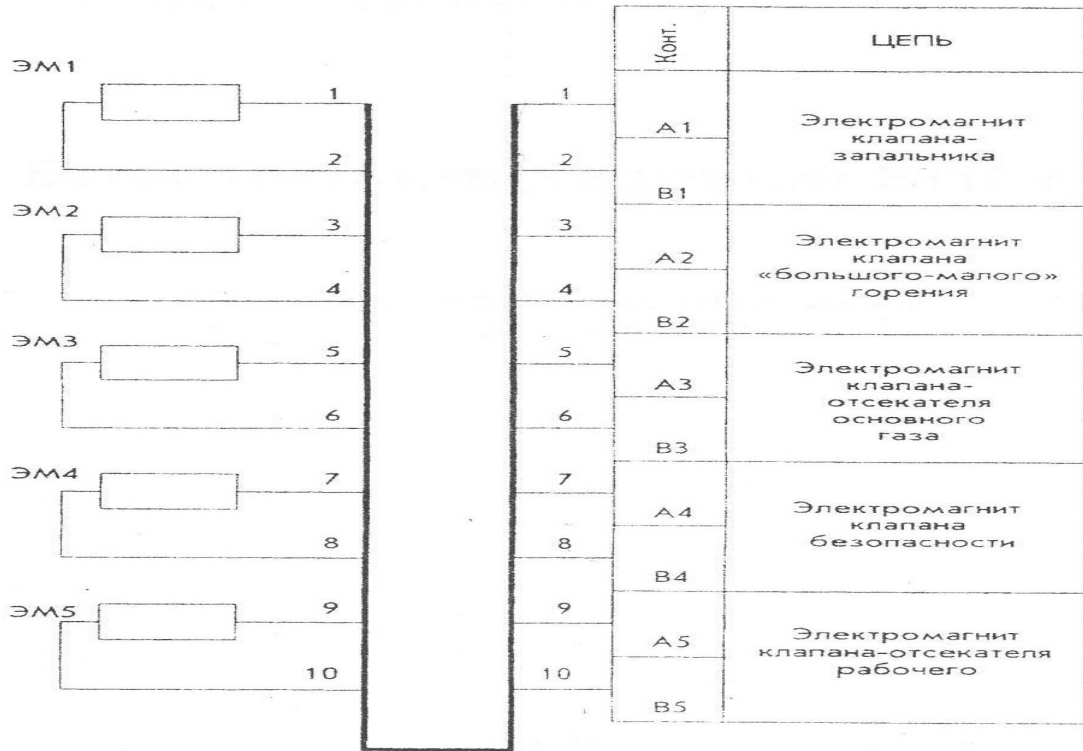 Конт.
ЦЕПЬ
ЭМ1
1
2
ЭМ2
3
4
ЭМ3
5
6
ЭМ4
7
8
ЭМ5
9
10
1
2
3
4
5
6
7
8
9
10
А1
В1
Электромагнит
клапана-
запальника
А2
В2
Электромагнит
клапана
«большого-малого»
горения
А3
В3
Электромагнит
клапана-
отсекателя
основного
газа
А4
В4
Электромагнит
клапана
безопасности
А5
В5
Электромагнит
клапана-отсекателя
рабочего